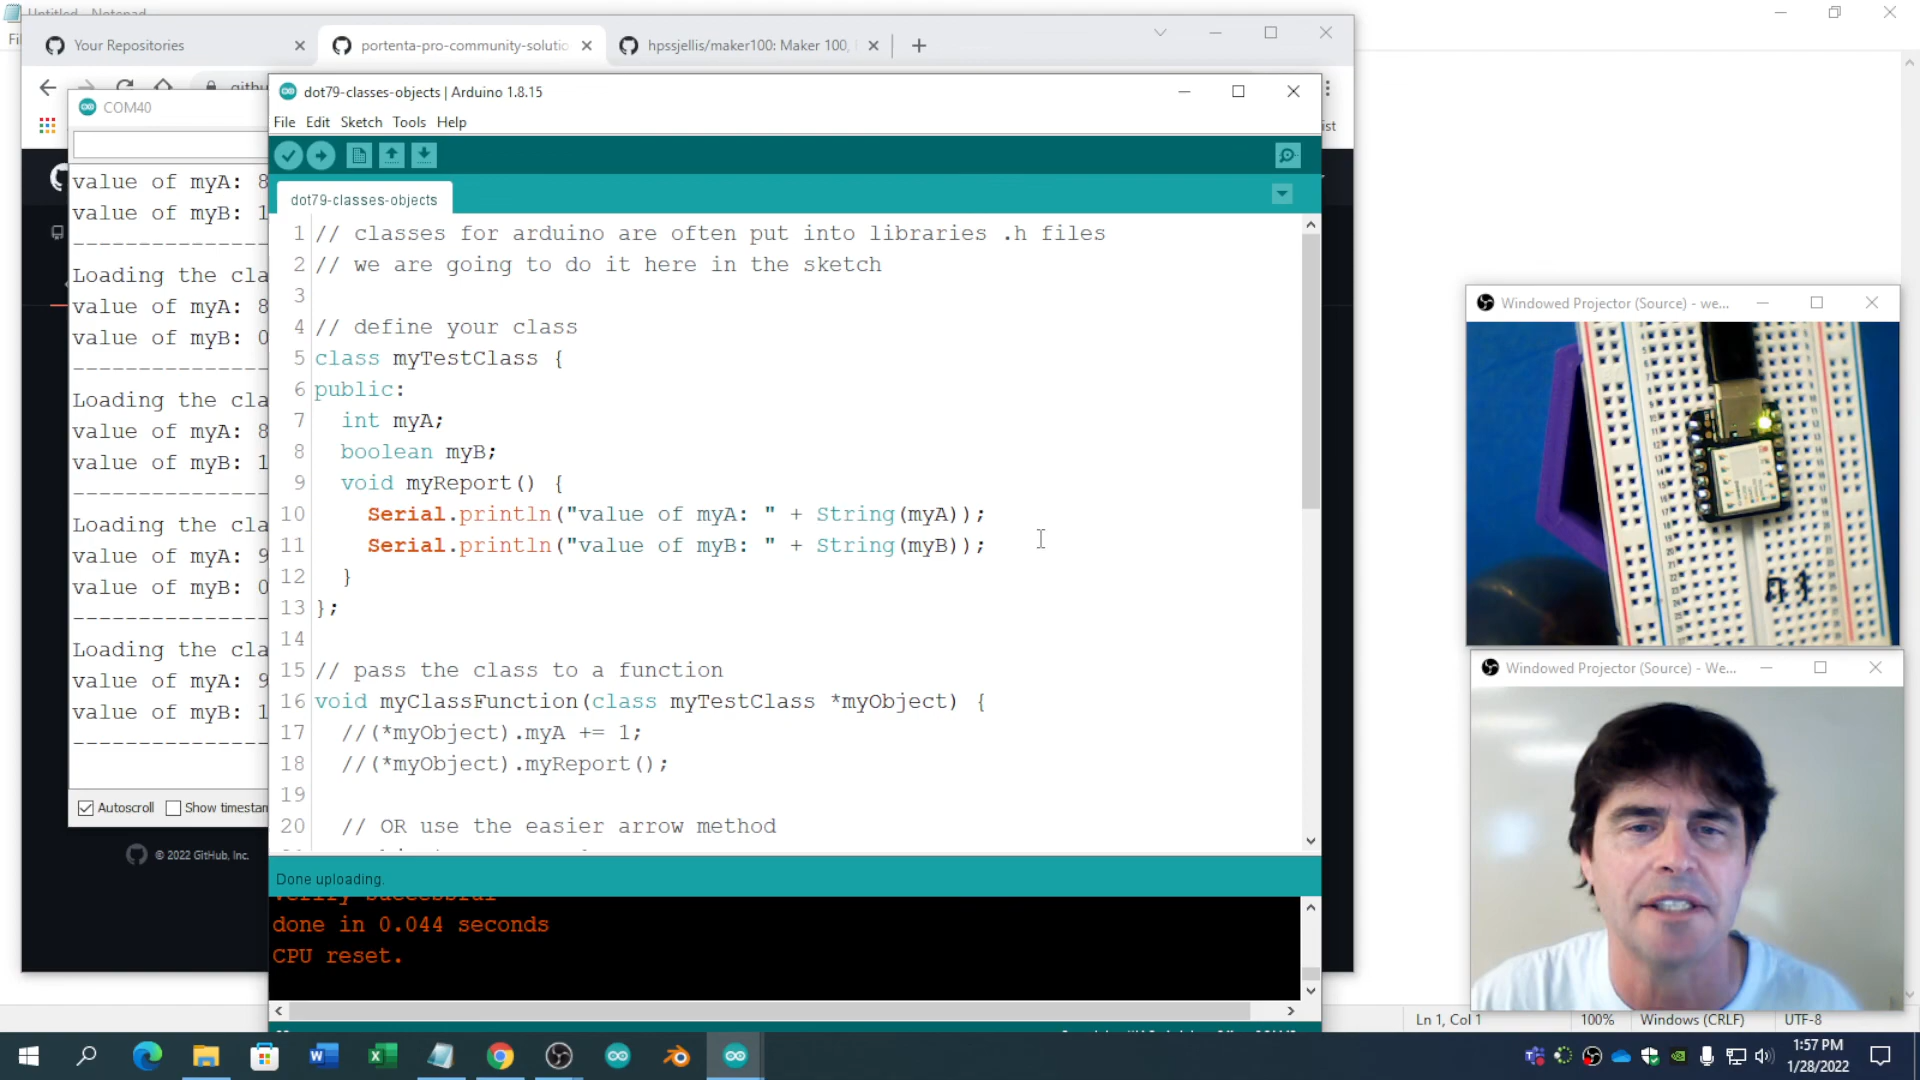 Untitled - Notepad
Your Repositories
portenta-pro-community-solutio
hpssjellis/maker100: Maker 100,
COM40
value of myA: 8
value of myB: 1
Loading the cla
value of myA: 8
value of myB: 0
Loading the cla
value of myA: 8
value of myB: 1
Loading the cla
value of myA: 9
value of myB: 0
Loading the cla
value of myA: 9
value of myB: 1
Autoscroll
Show timestam
© 2022 GitHub, Inc.
dot79-classes-objects | Arduino 1.8.15
File Edit Sketch Tools Help
dot79-classes-objects
1 // classes for arduino are often put into libraries .h files
2 // we are going to do it here in the sketch
3
4 // define your class
5 class myTestClass {
6 public:
7 int myA;
8 boolean myB;
9 void myReport() {
10 Serial.println("value of myA: " + String(myA));
11 Serial.println("value of myB: " + String(myB));
12 }
13 };
14
15 // pass the class to a function
16 void myClassFunction(class myTestClass *myObject) {
17 //(*myObject).myA += 1;
18 //(*myObject).myReport();
19
20 // OR use the easier arrow method
Done uploading.
Verify successful
done in 0.044 seconds
CPU reset.
Windowed Projector (Source) - we...
Windowed Projector (Source) - We...
Ln 1, Col 1
100%
Windows (CRLF)
UTF-8
1:57 PM
1/28/2022